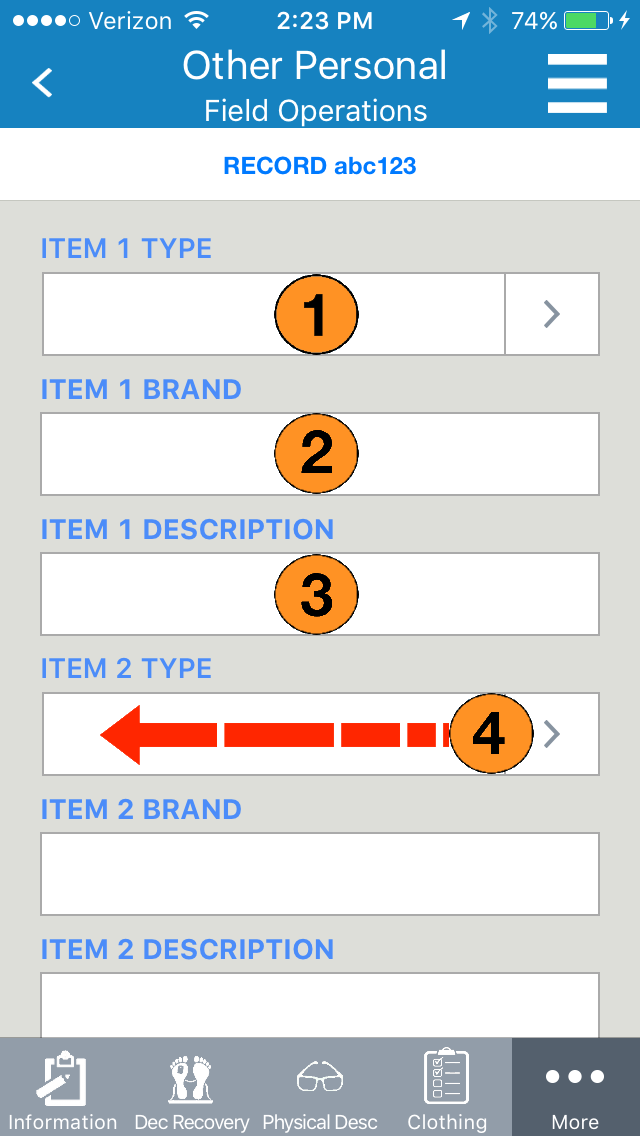 Verizon 2:23 PM 74%
Other Personal
Field Operations
RECORD abc123
ITEM 1 TYPE
1
ITEM 1 BRAND
2
ITEM 1 DESCRIPTION
3
ITEM 2 TYPE
4
ITEM 2 BRAND
ITEM 2 DESCRIPTION
Information Dec Recovery Physical Desc Clothing More